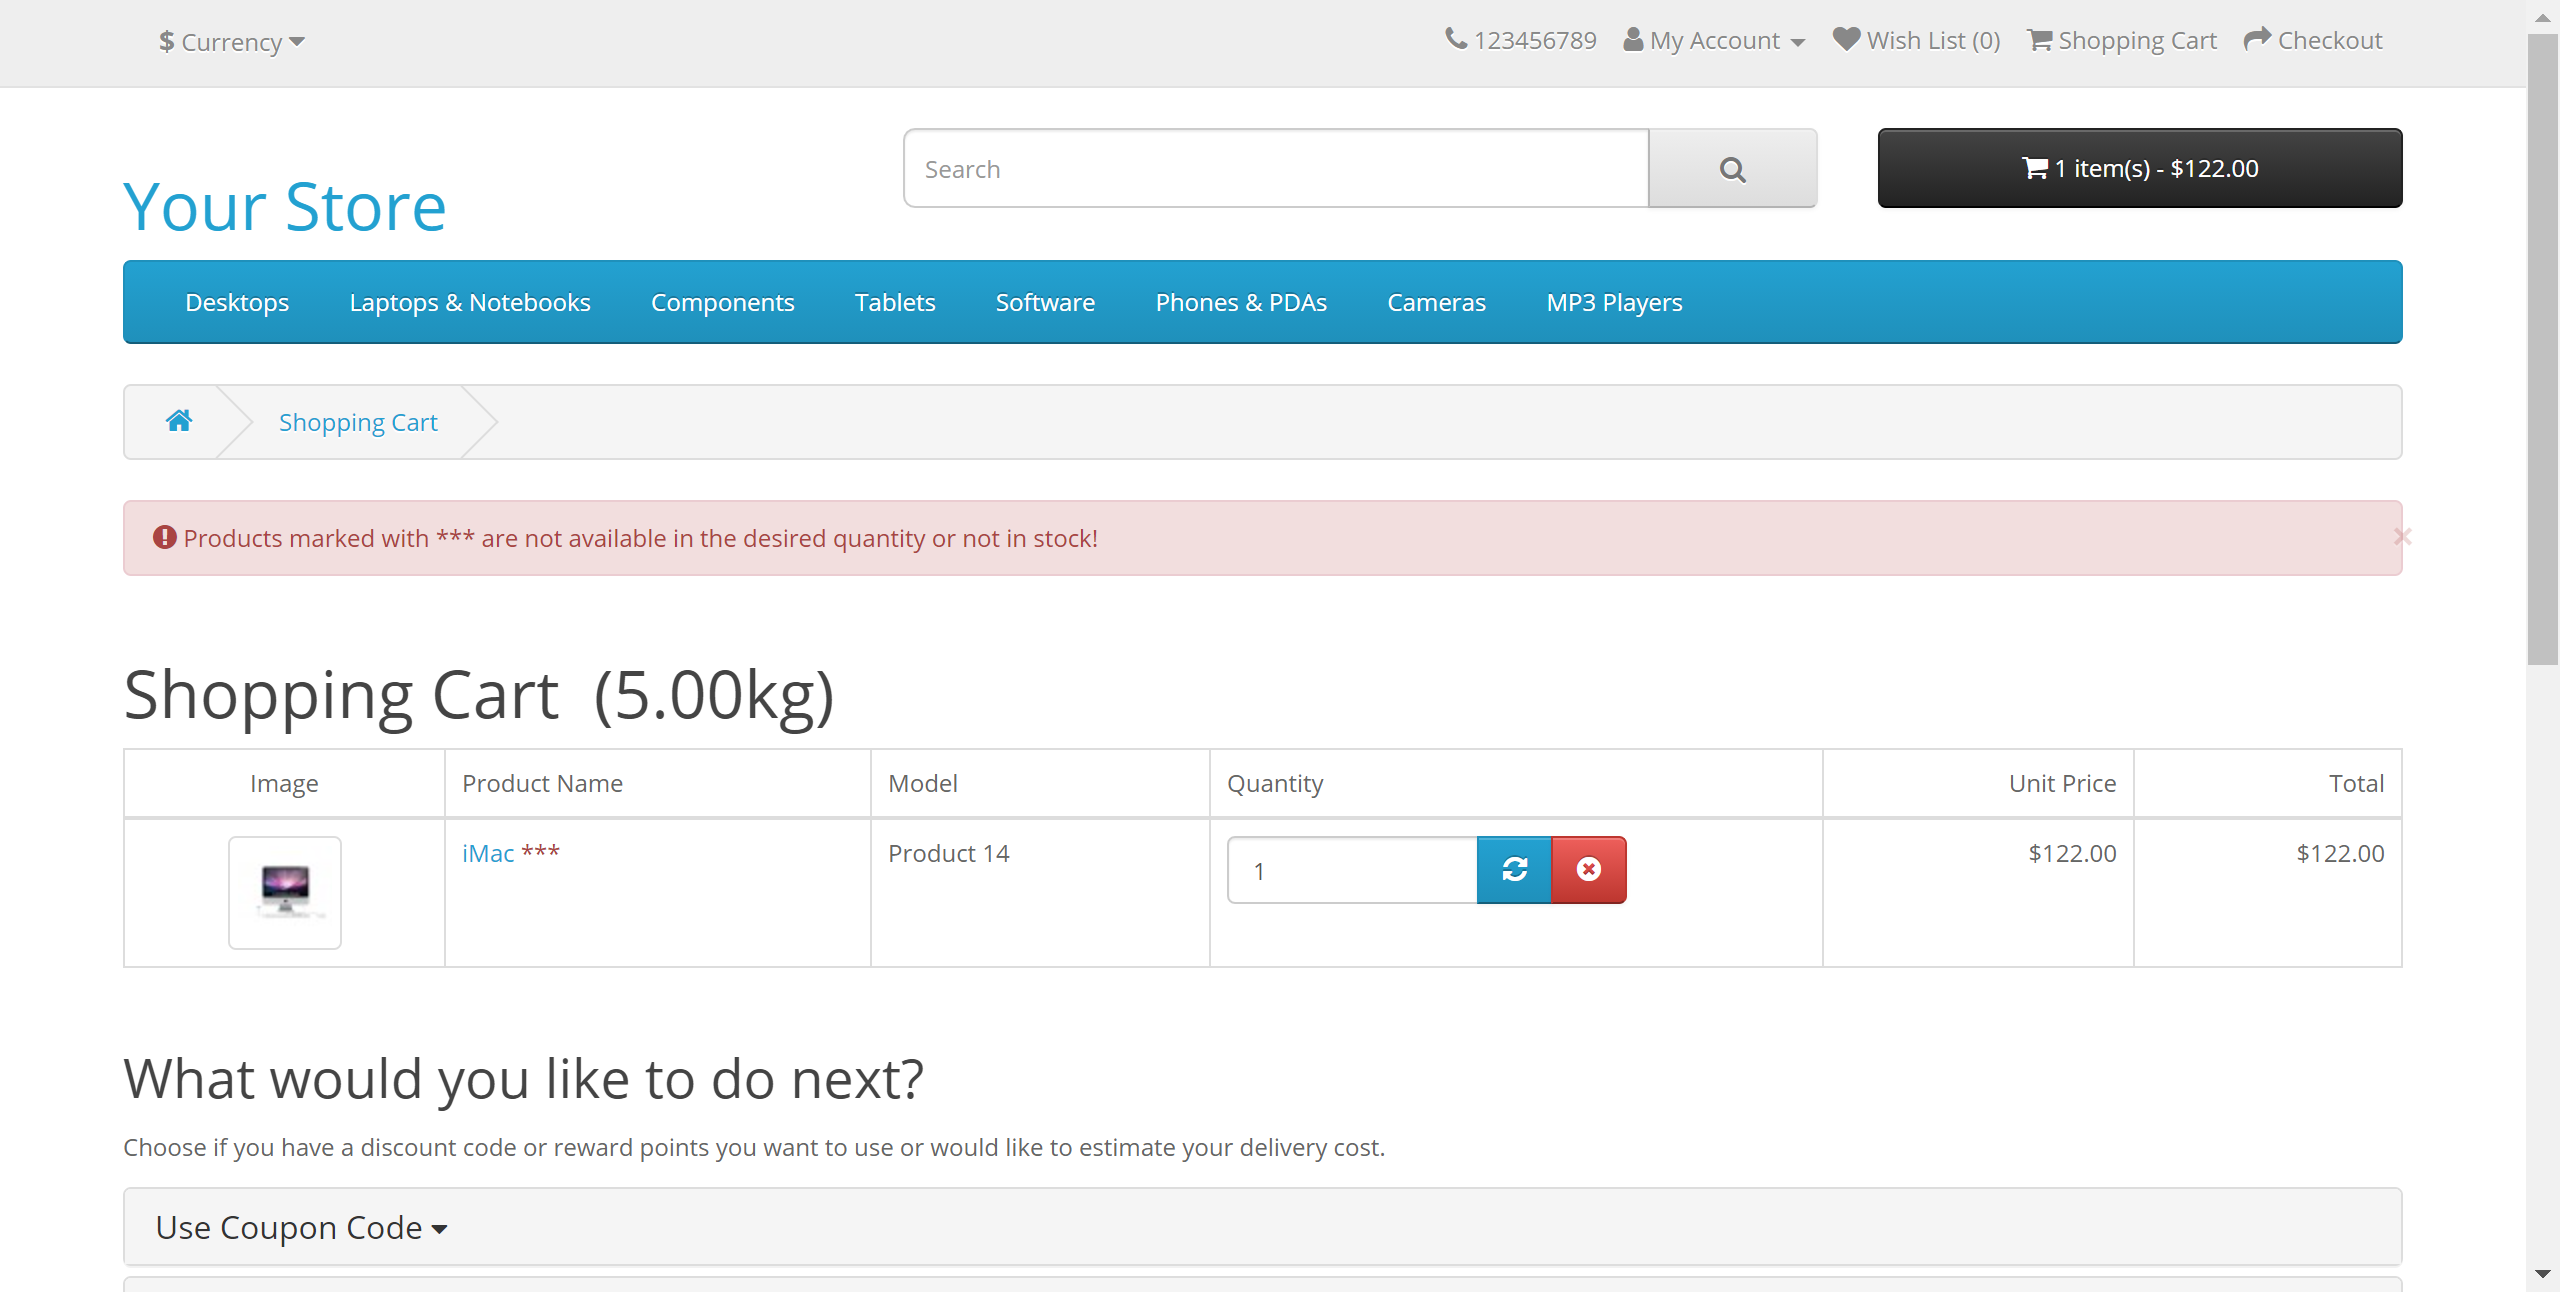 $ Currency
123456789 My Account Wish List (0) Shopping Cart Checkout
Search
1 item(s) - $122.00
Your Store
Desktops Laptops & Notebooks Components Tablets Software Phones & PDAs Cameras MP3 Players
Shopping Cart
Products marked with *** are not available in the desired quantity or not in stock!
×
Shopping Cart (5.00kg)
Image Product Name Model Quantity Unit Price Total
iMac *** Product 14 1 $122.00 $122.00
What would you like to do next?
Choose if you have a discount code or reward points you want to use or would like to estimate your delivery cost.
Use Coupon Code